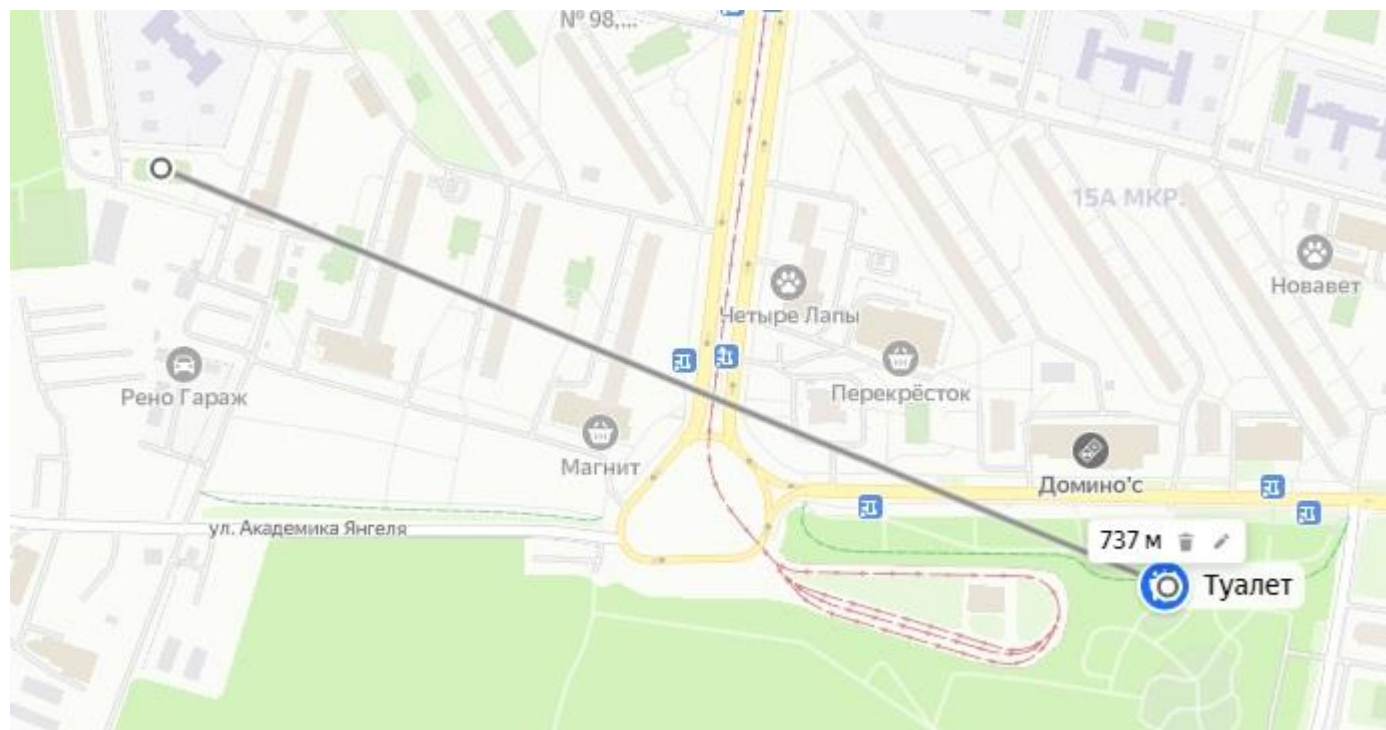 № 98,...
15А МКР.
Новавет
Четыре Лапы
Рено Гараж
Перекрёсток
Магнит
Домино'с
ул. Академика Янгеля
737 м
Туалет